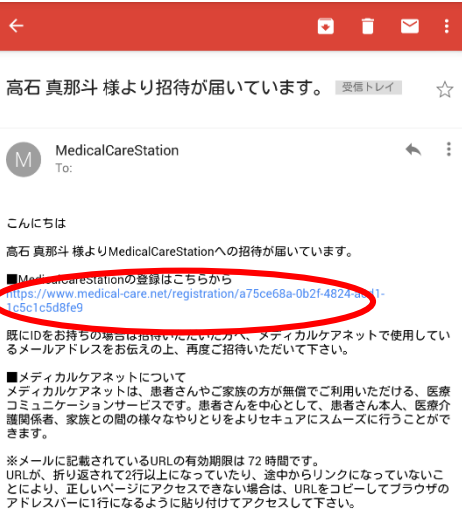 高石 真那斗 様より招待が届いています。 受信トレイ
M
MedicalCareStation
To:
こんにちは
高石 真那斗 様よりMedicalCareStationへの招待が届いています。
■MedicalCareStationの登録はこちらから
https://www.medical-care.net/registration/a75ce68a-0b2f-4824-
1c5c1c5d8fe9
既にIDをお持ちの場合は招待いただいた方へ、メディカルケアネットで使用してい
るメールアドレスをお伝えの上、再度ご招待いただいて下さい。
■メディカルケアネットについて
メディカルケアネットは、患者さんやご家族の方が無償でご利用いただける、医療
コミュニケーションサービスです。患者さんを中心として、患者さん本人、医療介
護関係者、家族との間の様々なやりとりをよりセキュアにスムーズに行うことがで
きます。
※メールに記載されているURLの有効期限は 72 時間です。
URLが、折り返されて2行以上になっていたり、途中からリンクになっていないこ
とにより、正しいページにアクセスできない場合は、URLをコピーしてブラウザの
アドレスバーに1行になるように貼り付けてアクセスして下さい。